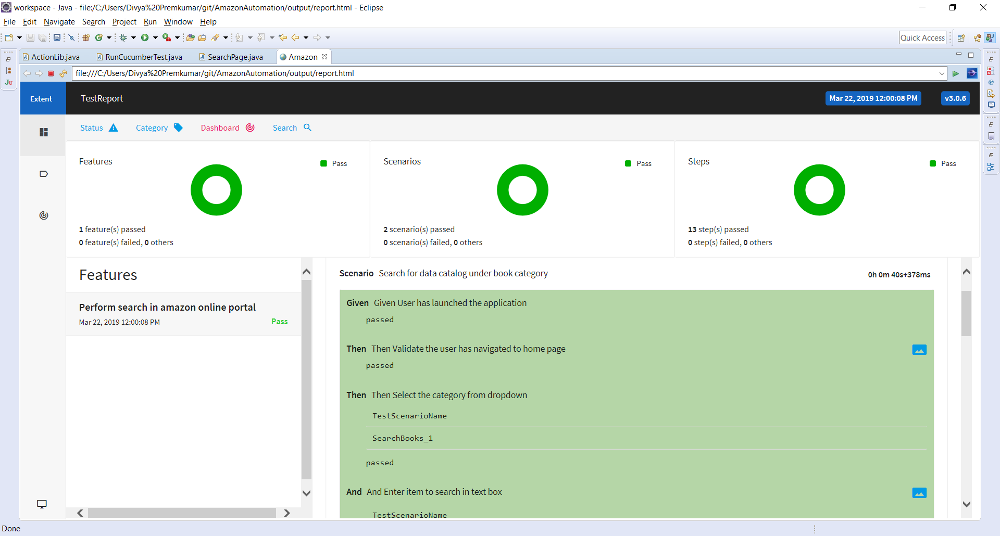 workspace - Java - file:/C:/Users/Divya%20Premkumar/git/AmazonAutomation/output/report.html - Eclipse
File Edit Navigate Search Project Run Window Help
Quick Access
ActionLib.java RunCucumberTest.java SearchPage.java Amazon
file:///C:/Users/Divya%20Premkumar/git/AmazonAutomation/output/report.html
Extent TestReport Mar 22, 2019 12:00:08 PM v3.0.6
Status Category Dashboard Search
Features Pass
1 feature(s) passed
0 feature(s) failed, 0 others
Scenarios Pass
2 scenario(s) passed
0 scenario(s) failed, 0 others
Steps Pass
13 step(s) passed
0 step(s) failed, 0 others
Features
Perform search in amazon online portal
Mar 22, 2019 12:00:08 PM Pass
Scenario Search for data catalog under book category 0h 0m 40s+378ms
Given Given User has launched the application
passed
Then Then Validate the user has navigated to home page
passed
Then Then Select the category from dropdown
TestScenarioName
SearchBooks_1
passed
And And Enter item to search in text box
TestScenarioName
Done